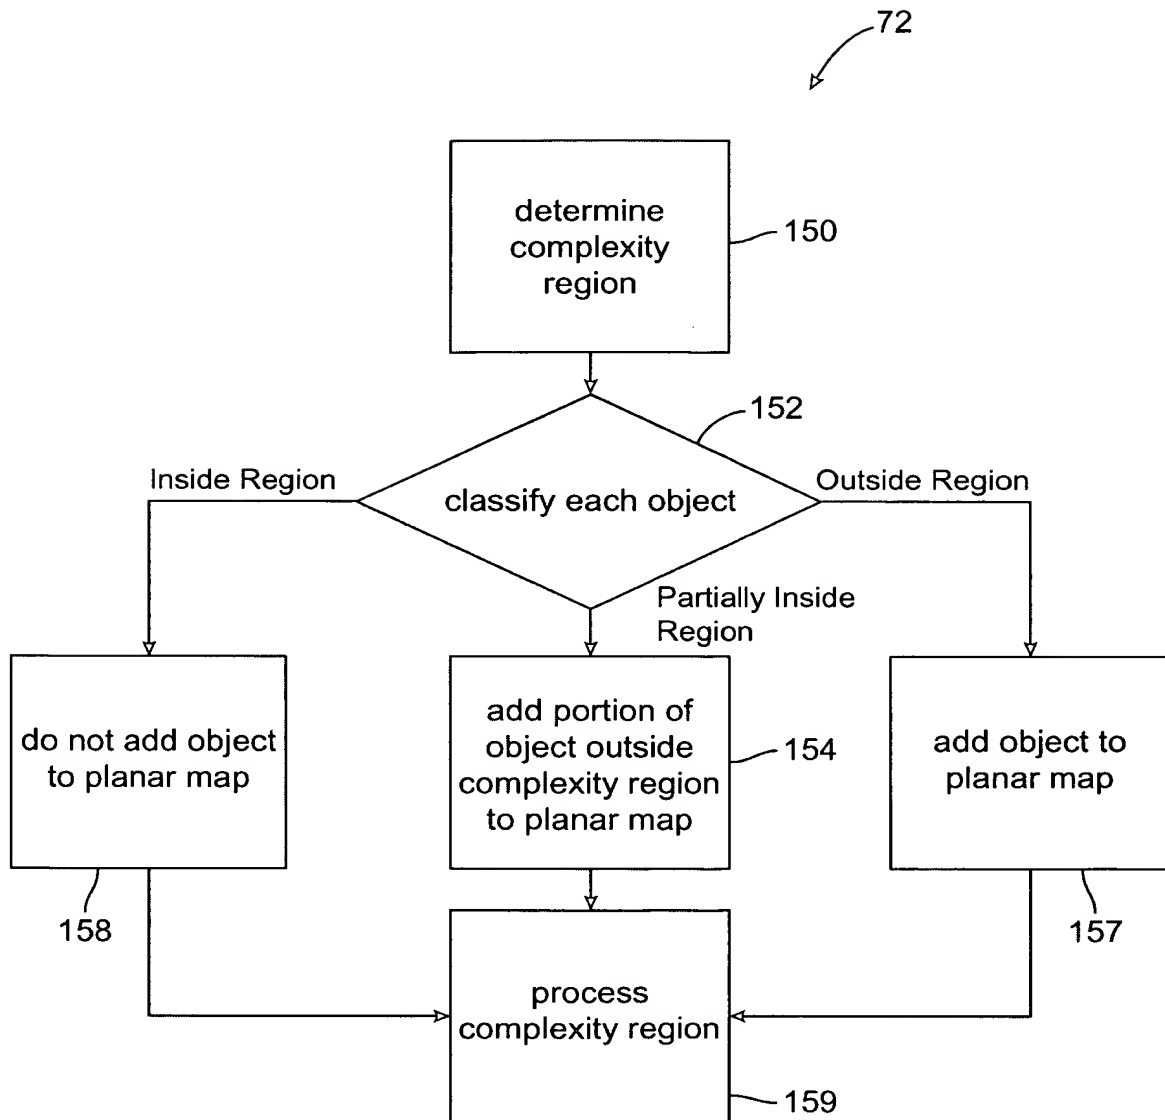 72
determine
complexity
region
150
152
Inside Region
classify each object
Outside Region
Partially Inside
Region
do not add object
to planar map
158
add portion of
object outside
complexity region
to planar map
154
add object to
planar map
157
process
complexity region
159